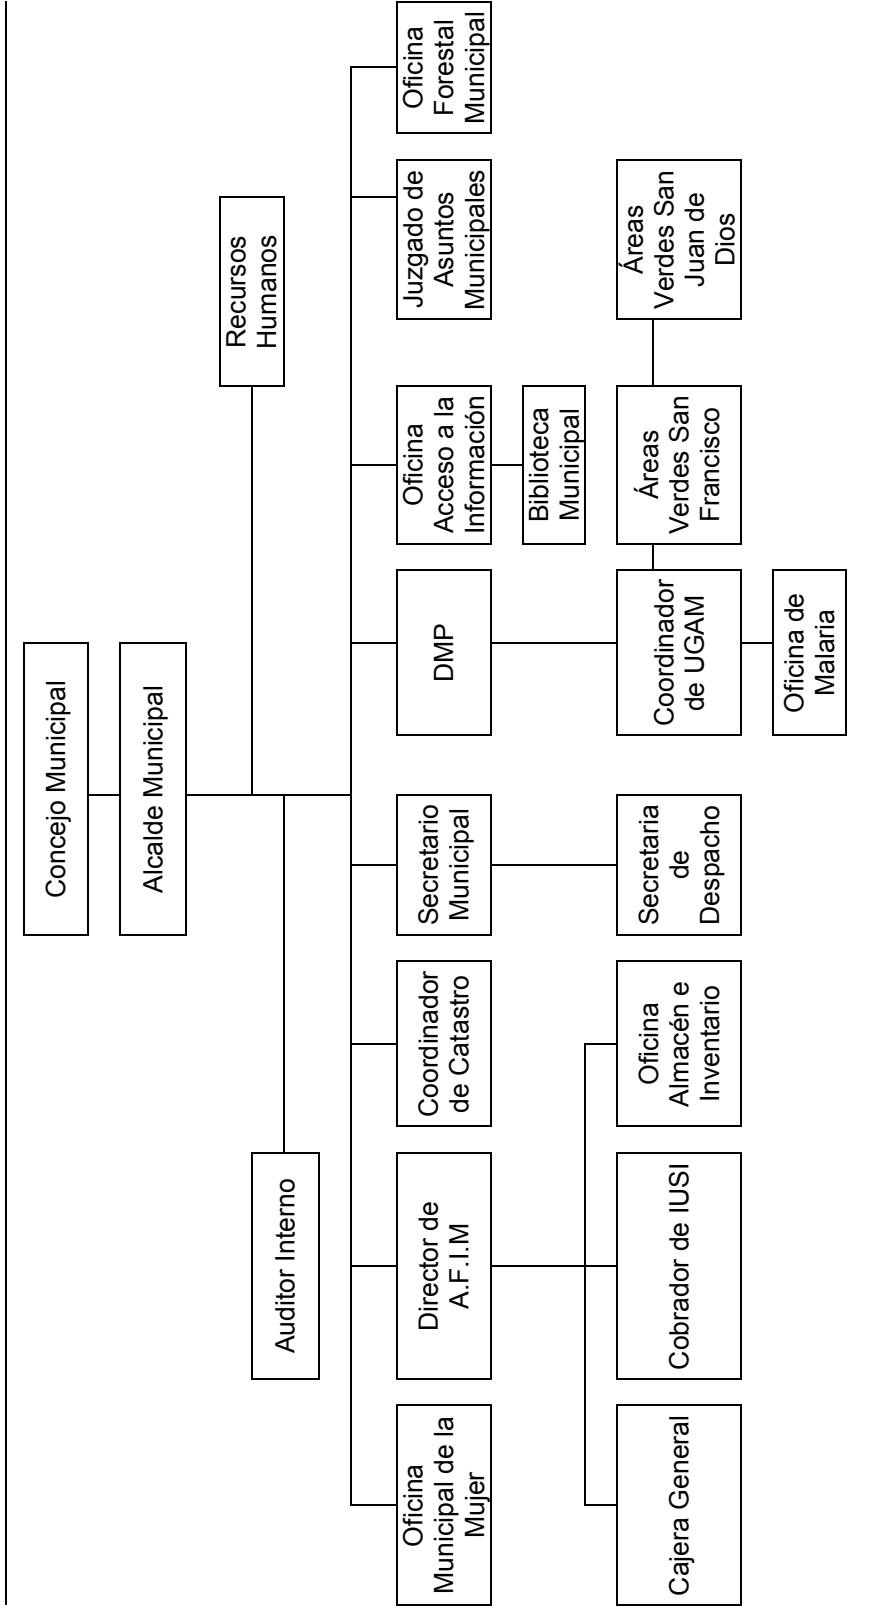 Concejo Municipal
Alcalde Municipal
Auditor Interno
Recursos
Humanos
Oficina
Municipal de la
Mujer
Director de
A.F.I.M
Coordinador
de Catastro
Secretario
Municipal
DMP
Oficina
Acceso a la
Información
Juzgado de
Asuntos
Municipales
Oficina
Forestal
Municipal
Biblioteca
Municipal
Cajera General
Cobrador de IUSI
Oficina
Almacén e
Inventario
Secretaria
de
Despacho
Coordinador
de UGAM
Áreas
Verdes San
Francisco
Áreas
Verdes San
Juan de
Dios
Oficina de
Malaria